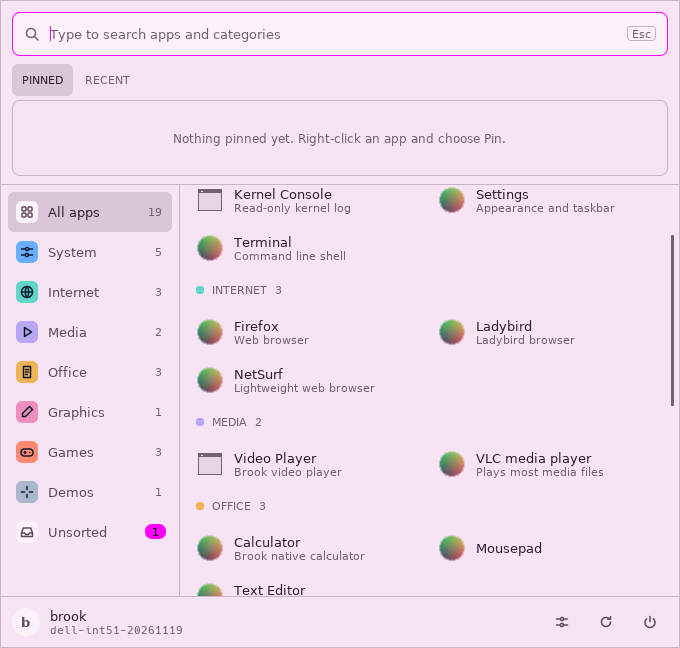 Type to search apps and categories
Esc
PINNED
RECENT
Nothing pinned yet. Right-click an app and choose Pin.
All apps 19
System 5
Internet 3
Media 2
Office 3
Graphics 1
Games 3
Demos 1
Unsorted 1
Kernel Console
Read-only kernel log
Settings
Appearance and taskbar
Terminal
Command line shell
INTERNET 3
Firefox
Web browser
Ladybird
Ladybird browser
NetSurf
Lightweight web browser
MEDIA 2
Video Player
Brook video player
VLC media player
Plays most media files
OFFICE 3
Calculator
Brook native calculator
Mousepad
Text Editor
b
brook
dell-int51-20261119